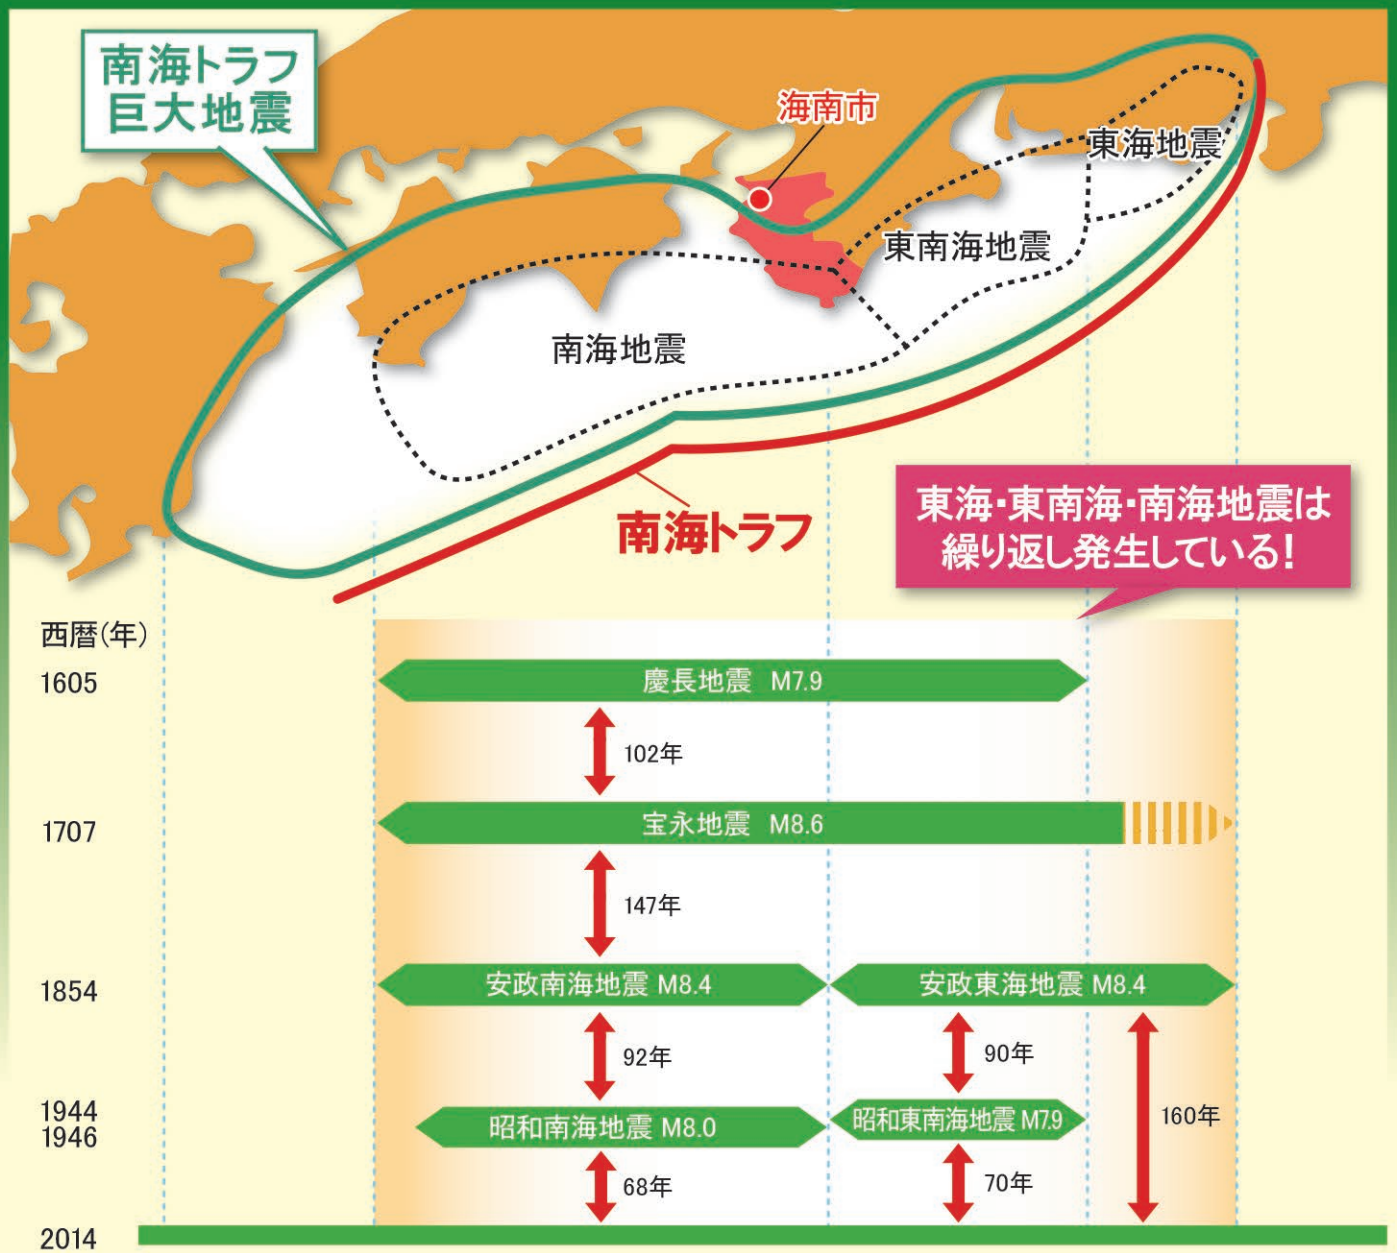 南海トラフ
巨大地震
海南市
東海地震
東南海地震
南海地震
南海トラフ
東海・東南海・南海地震は
繰り返し発生している!
西暦(年)
1605
慶長地震 M7.9
102年
1707
宝永地震 M8.6
147年
1854
安政南海地震 M8.4
安政東海地震 M8.4
92年
90年
1944
1946
昭和南海地震 M8.0
昭和東南海地震 M7.9
160年
68年
70年
2014